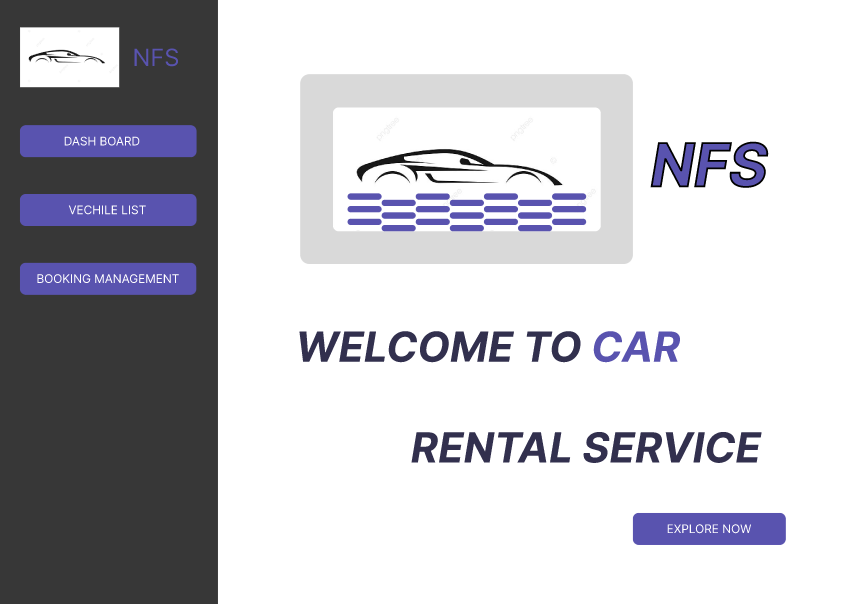 NFS
DASH BOARD
VECHILE LIST
BOOKING MANAGEMENT
NFS
WELCOME TO CAR
RENTAL SERVICE
EXPLORE NOW